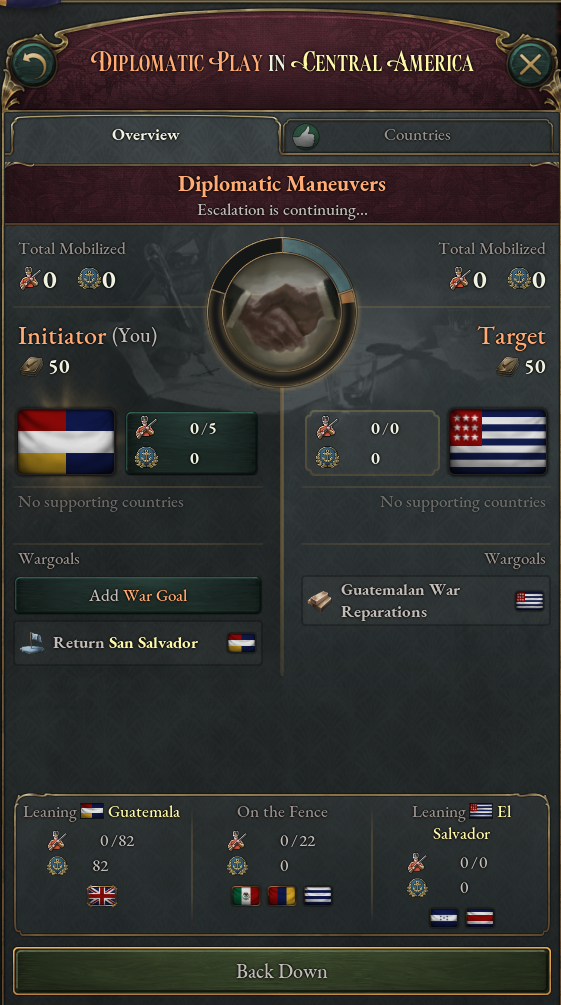 Diplomatic Play in Central America
Overview
Countries
Diplomatic Maneuvers
Escalation is continuing...
Total Mobilized
0 0
Total Mobilized
0 0
Initiator (You)
50
Target
50
0/5
0
0/0
0
No supporting countries
No supporting countries
Wargoals
Wargoals
Add War Goal
Return San Salvador
Guatemalan War
Reparations
Leaning Guatemala
0/82
82
On the Fence
0/22
0
Leaning El
Salvador
0/0
0
Back Down